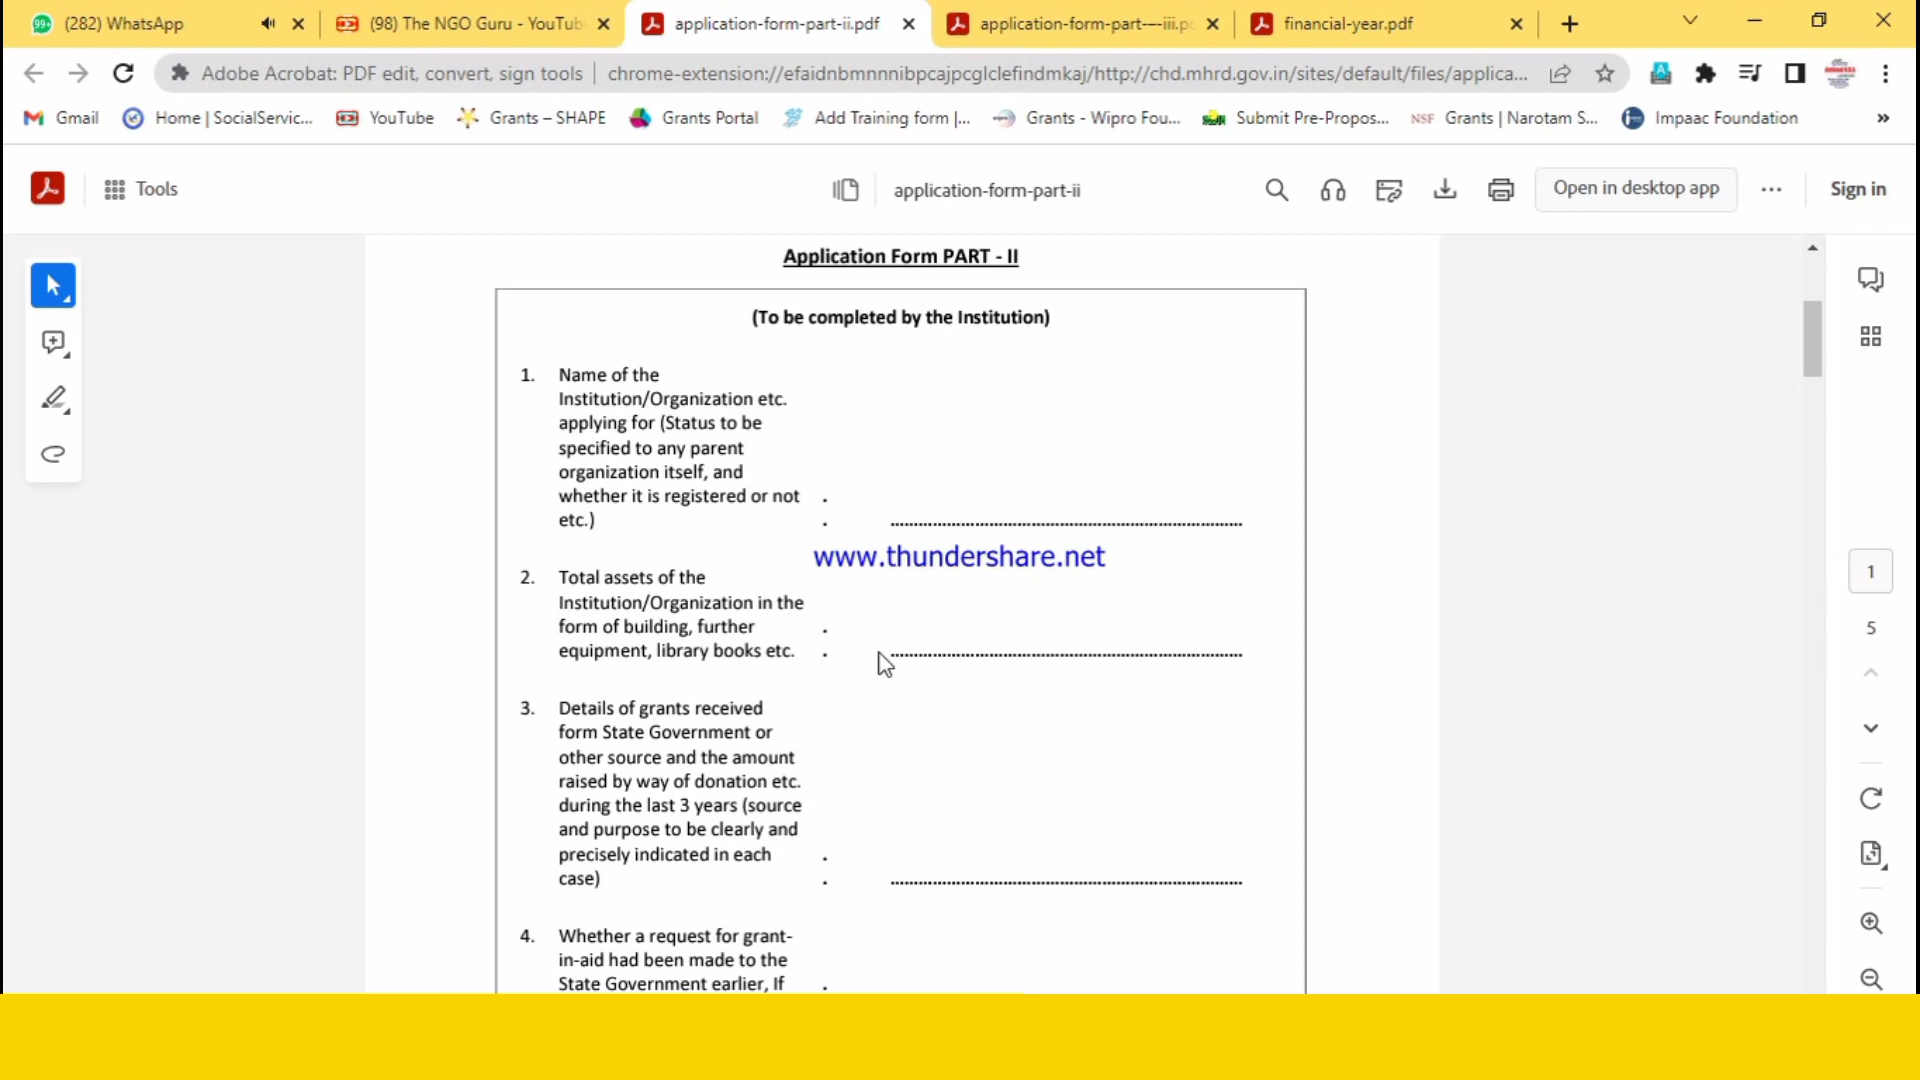 (282) WhatsApp
(98) The NGO Guru - YouTub
application-form-part-ii.pdf
application-form-part-–-iii.pd
financial-year.pdf
Adobe Acrobat: PDF edit, convert, sign tools
chrome-extension://efaidnbmnnnibpcajpcglclefindmkaj/http://chd.mhrd.gov.in/sites/default/files/applica...
Gmail
Home | SocialServic...
YouTube
Grants – SHAPE
Grants Portal
Add Training form |...
Grants - Wipro Fou...
Submit Pre-Propos...
NSF Grants | Narotam S...
Impaac Foundation
»
Tools
application-form-part-ii
Open in desktop app
Sign in
Application Form PART - II
(To be completed by the Institution)
1. Name of the
Institution/Organization etc.
applying for (Status to be
specified to any parent
organization itself, and
whether it is registered or not .
etc.) . ................................................................................
www.thundershare.net
2. Total assets of the
Institution/Organization in the
form of building, further .
equipment, library books etc. . ................................................................................
3. Details of grants received
form State Government or
other source and the amount
raised by way of donation etc.
during the last 3 years (source
and purpose to be clearly and
precisely indicated in each .
case) . ................................................................................
4. Whether a request for grant-
in-aid had been made to the
State Government earlier, If .
1
5